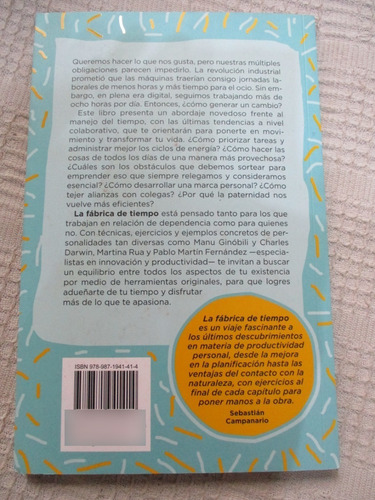 Queremos hacer lo que nos gusta, pero nuestras múltiples
obligaciones parecen impedirlo. La revolución industrial
prometió que las máquinas traerían consigo jornadas labo-
rables de menos horas y más tiempo para el ocio. Sin em-
bargo, en plena era digital, seguimos trabajando más de
ocho horas por día. Entonces, ¿cómo generar un cambio?
Este libro presenta un abordaje novedoso frente al
manejo del tiempo, con las últimas tendencias a nivel
colaborativo, que te orientarán para ponerte en mo-
vimiento y transformar tu vida. ¿Cómo priorizar tareas y
administrar mejor los ciclos de energía? ¿Cómo hacer las
cosas de todos los días de una manera más provechosa?
¿Cuáles son los obstáculos que debemos sortear para
emprender eso que siempre relegamos y consideramos
esencial? ¿Cómo desarrollar una marca personal? ¿Cómo
tejer alianzas con colegas? ¿Por qué la paternidad nos
vuelve más eficientes?
La fábrica de tiempo está pensado tanto para los que
trabajan en relación de dependencia como para quienes
no. Con técnicas, ejercicios y ejemplos concretos de per-
sonalidades tan diversas como Manu Ginóbili y Charles
Darwin, Martina Rua y Pablo Martín Fernández —especia-
listas en innovación y productividad— te invitan a buscar
un equilibrio entre todos los aspectos de tu existencia
por medio de herramientas originales, para que logres
adueñarte de tu tiempo y disfrutar
más de lo que te apasiona.
La fábrica de tiempo
es un viaje fascinante a
los últimos descubrimientos
en materia de productividad
personal, desde la mejora
en la planificación hasta las
ventajas del contacto con la
naturaleza, con ejercicios al
final de cada capítulo para
poner manos a la obra.
Sebastián
Campanario
ISBN 978-987-1941-41-4